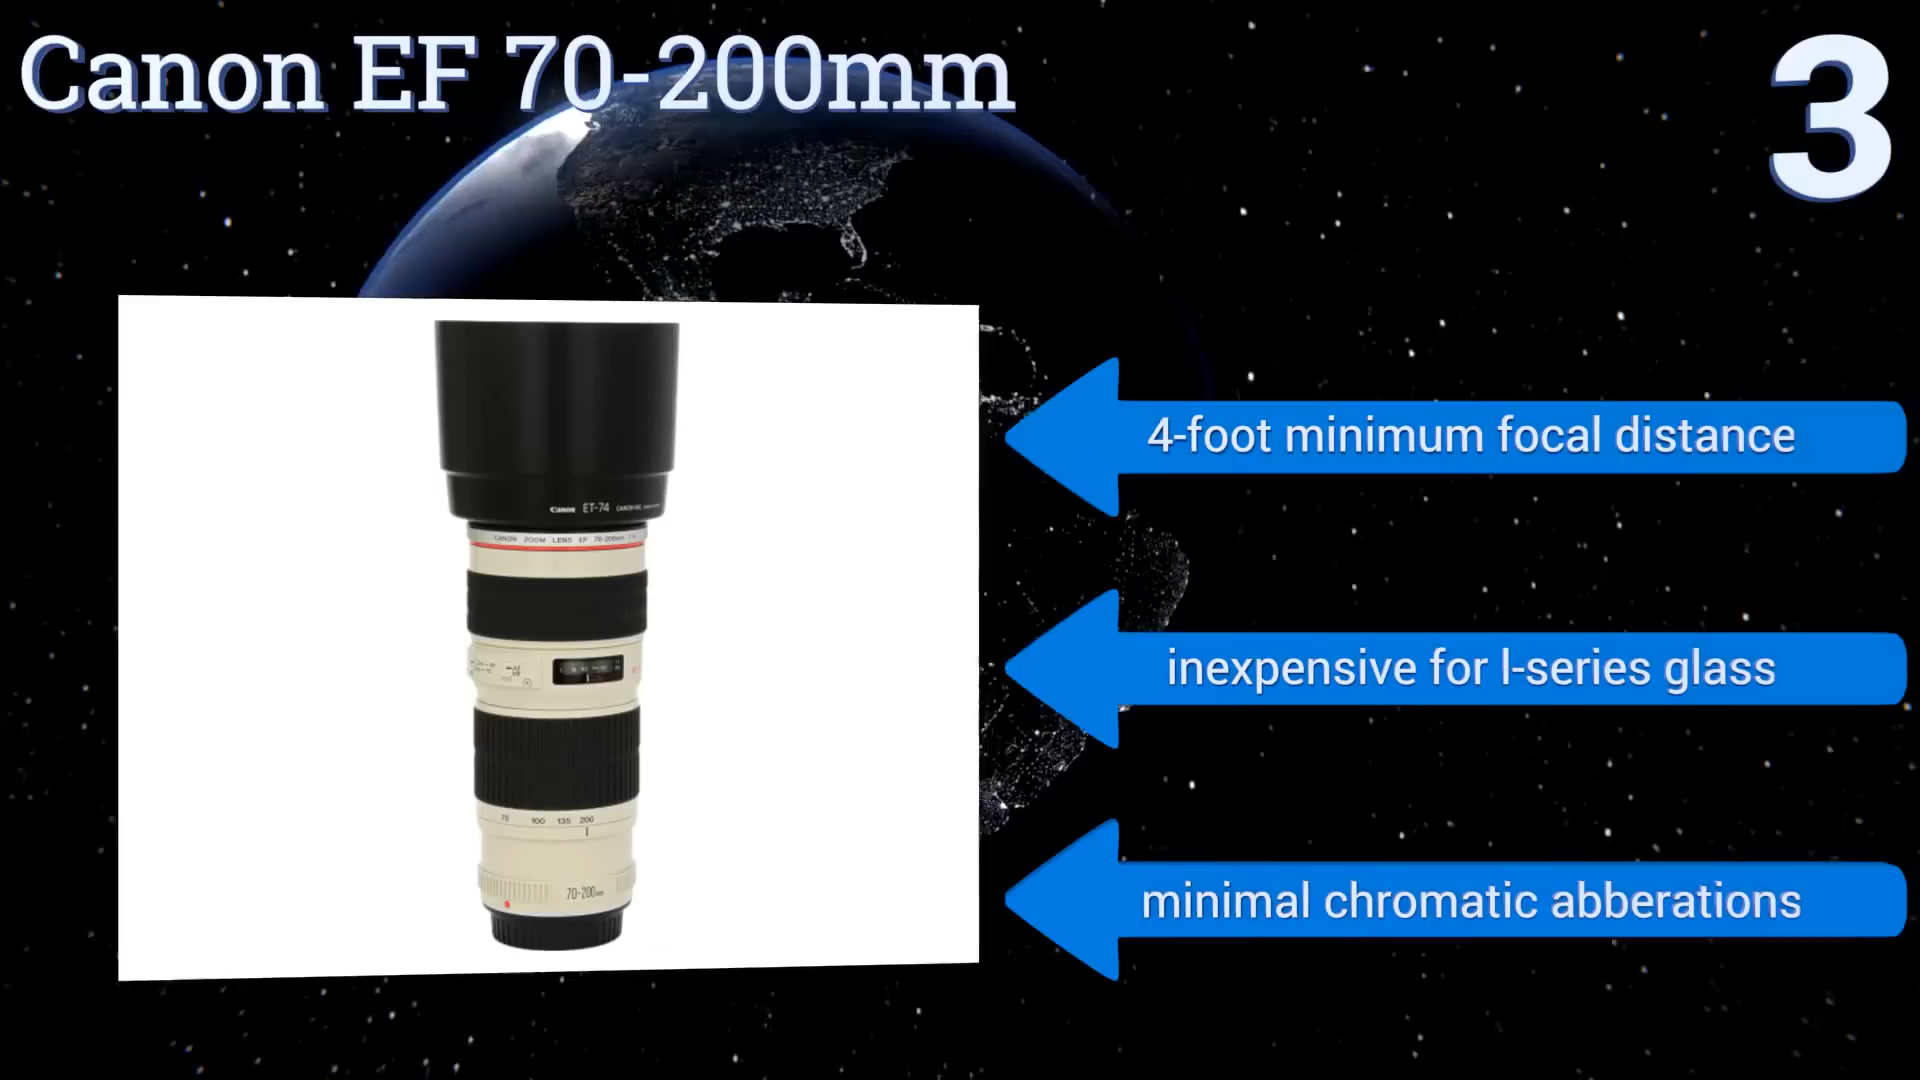 Canon EF 70-200mm
3
4-foot minimum focal distance
inexpensive for l-series glass
minimal chromatic abberations
Canon ET-74
CANON ZOOM LENS EF 70-200mm
70 100 135 200
70-200mm